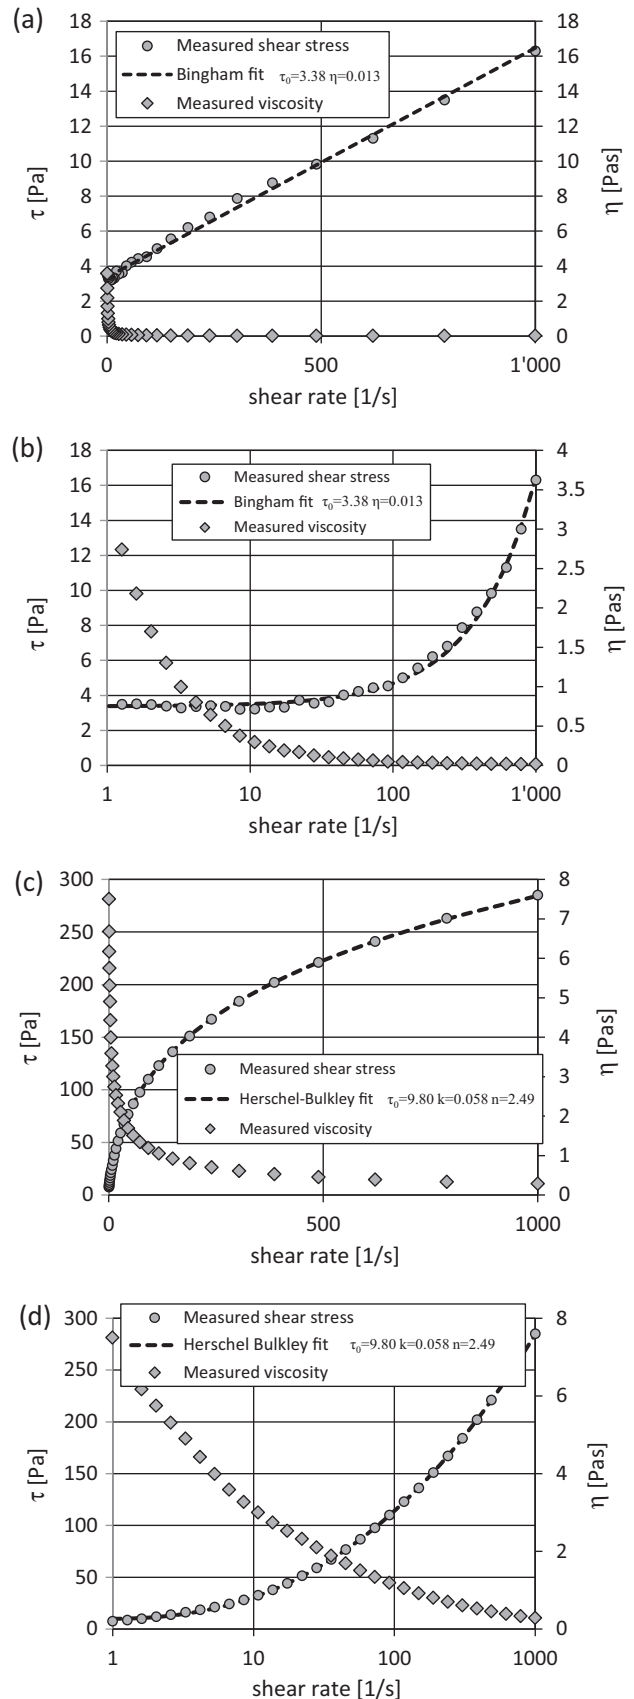 (a)
18
16
14
12
10
8
6
4
2
0
τ [Pa]
Measured shear stress
Bingham fit τ₀=3.38 η=0.013
Measured viscosity
18
16
14
12
10
8
6
4
2
0
η [Pas]
0 500 1'000
shear rate [1/s]
(b)
18
16
14
12
10
8
6
4
2
0
τ [Pa]
Measured shear stress
Bingham fit τ₀=3.38 η=0.013
Measured viscosity
4
3.5
3
2.5
2
1.5
1
0.5
0
η [Pas]
1 10 100 1'000
shear rate [1/s]
(c)
300
250
200
150
100
50
0
τ [Pa]
Measured shear stress
Herschel-Bulkley fit τ₀=9.80 k=0.058 n=2.49
Measured viscosity
8
7
6
5
4
3
2
1
0
η [Pas]
0 500 1000
shear rate [1/s]
(d)
300
250
200
150
100
50
0
τ [Pa]
Measured shear stress
Herschel Bulkley fit τ₀=9.80 k=0.058 n=2.49
Measured viscosity
8
6
4
2
0
η [Pas]
1 10 100 1000
shear rate [1/s]